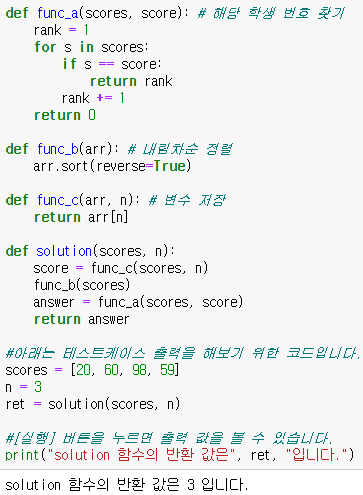 def func_a(scores, score): # 해당 학생 번호 찾기
    rank = 1
    for s in scores:
        if s == score:
            return rank
        rank += 1
    return 0

def func_b(arr): # 내림차순 정렬
    arr.sort(reverse=True)

def func_c(arr, n): # 변수 저장
    return arr[n]

def solution(scores, n):
    score = func_c(scores, n)
    func_b(scores)
    answer = func_a(scores, score)
    return answer

#아래는 테스트케이스 출력을 해보기 위한 코드입니다.
scores = [20, 60, 98, 59]
n = 3
ret = solution(scores, n)

#[실행] 버튼을 누르면 출력 값을 볼 수 있습니다.
print("solution 함수의 반환 값은", ret, "입니다.")
solution 함수의 반환 값은 3 입니다.